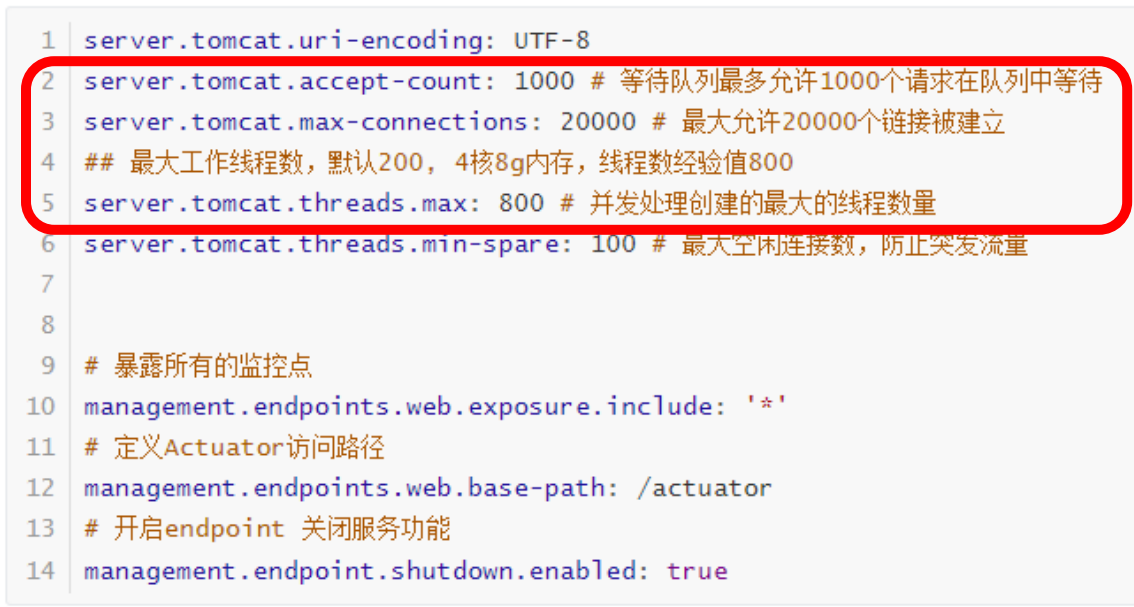 1 server.tomcat.uri-encoding: UTF-8
2 server.tomcat.accept-count: 1000 # 等待队列最多允许1000个请求在队列中等待
3 server.tomcat.max-connections: 20000 # 最大允许20000个链接被建立
4 ## 最大工作线程数，默认200, 4核8g内存，线程数经验值800
5 server.tomcat.threads.max: 800 # 并发处理创建的最大的线程数量
6 server.tomcat.threads.min-spare: 100 # 最大空闲连接数，防止突发流量
7
8
9 # 暴露所有的监控点
10 management.endpoints.web.exposure.include: '*'
11 # 定义Actuator访问路径
12 management.endpoints.web.base-path: /actuator
13 # 开启endpoint 关闭服务功能
14 management.endpoint.shutdown.enabled: true